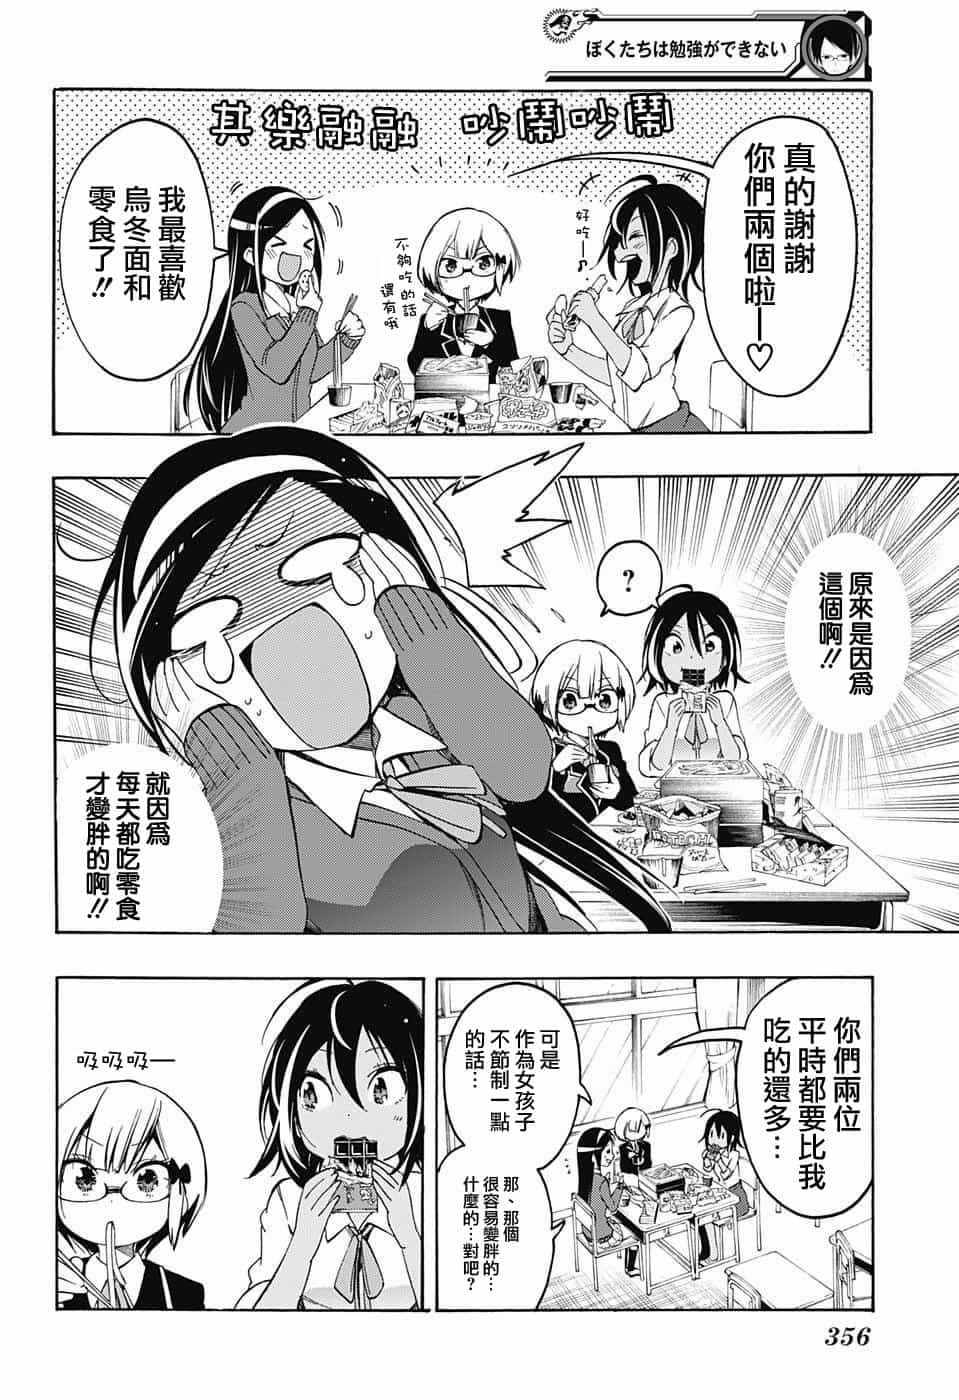 ぼくたちは勉強ができない
其樂融融
吵鬧吵鬧
真的謝謝
你們兩個啦—♡
好吃—♪
不夠吃的話
還有哦
我最喜歡
烏冬面和
零食了!!
原來是因為
這個啊!!
?
就因為
每天都吃零食
才變胖的啊!!
你們兩位
平時都要比我
吃的還多…
可是
作為女孩子
不節制一點
的話…
那、那個
很容易變胖的…
什麼的…對吧?
吸吸吸—
356